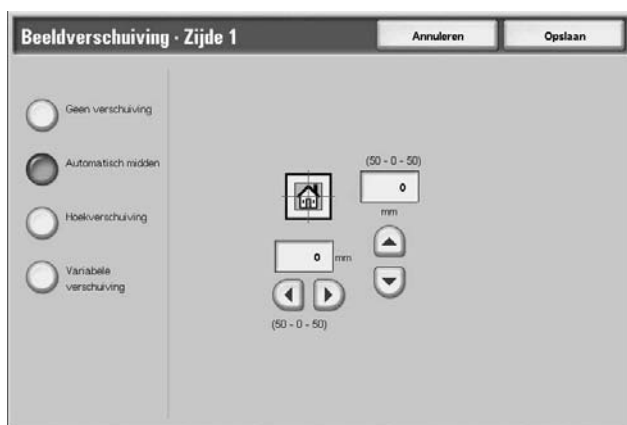 Beeldverschuiving · Zijde 1
Annuleren
Opslaan
Geen verschuiving
Automatisch midden
Hoekverschuiving
Variabele
verschuiving
(50 - 0 - 50)
0
mm
0 mm
(50 - 0 - 50)